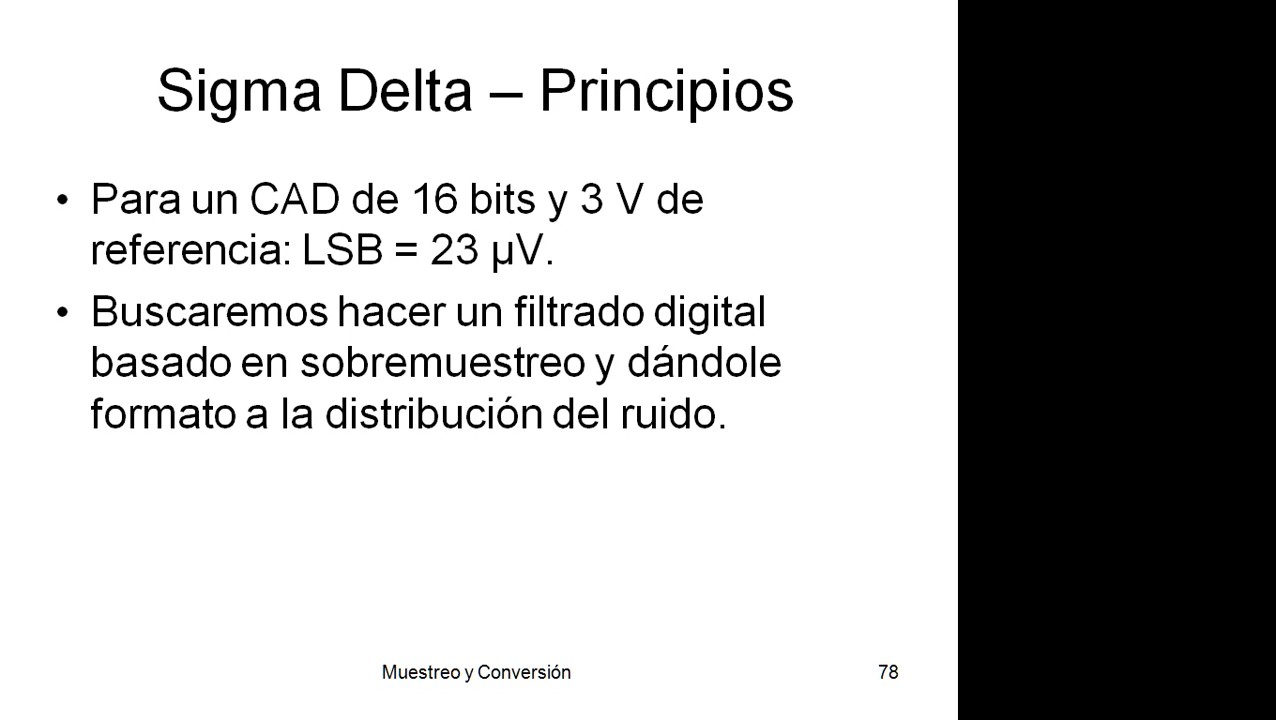 Sigma Delta – Principios
• Para un CAD de 16 bits y 3 V de
referencia: LSB = 23 µV.
• Buscaremos hacer un filtrado digital
basado en sobremuestreo y dándole
formato a la distribución del ruido.
Muestreo y Conversión
78